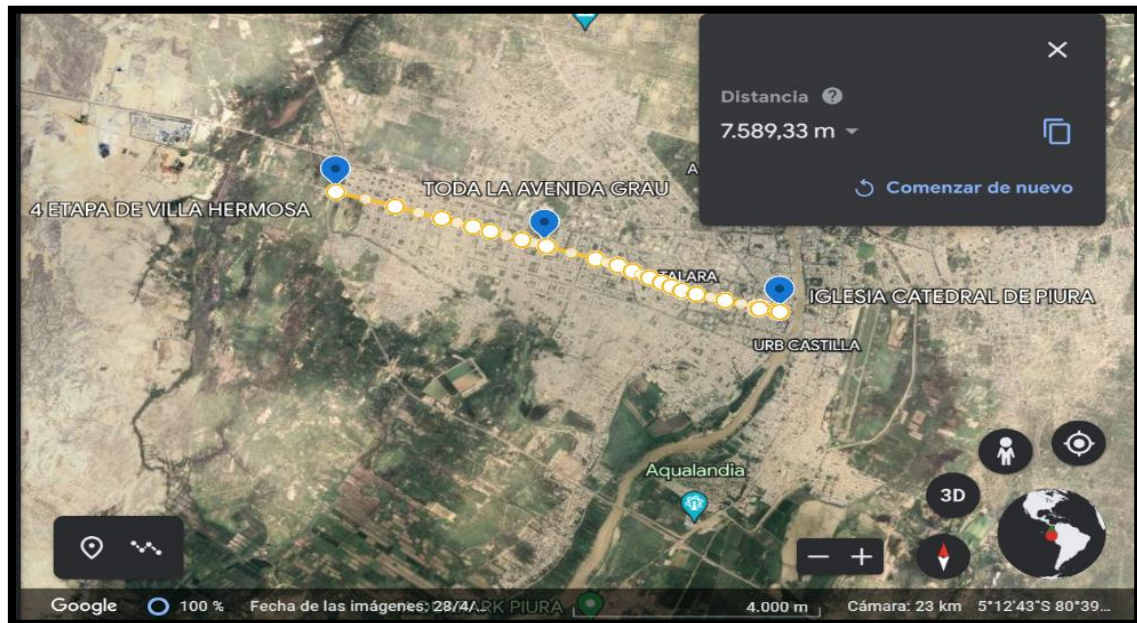 Distancia
7.589,33 m
Comenzar de nuevo
A
TODA LA AVENIDA GRAU
4 ETAPA DE VILLA HERMOSA
TALARA
IGLESIA CATEDRAL DE PIURA
URB CASTILLA
Aqualandia
3D
Google 100 % Fecha de las imágenes: 28/4/... RK PIURA 4.000 m Cámara: 23 km 5°12'43"S 80°39...